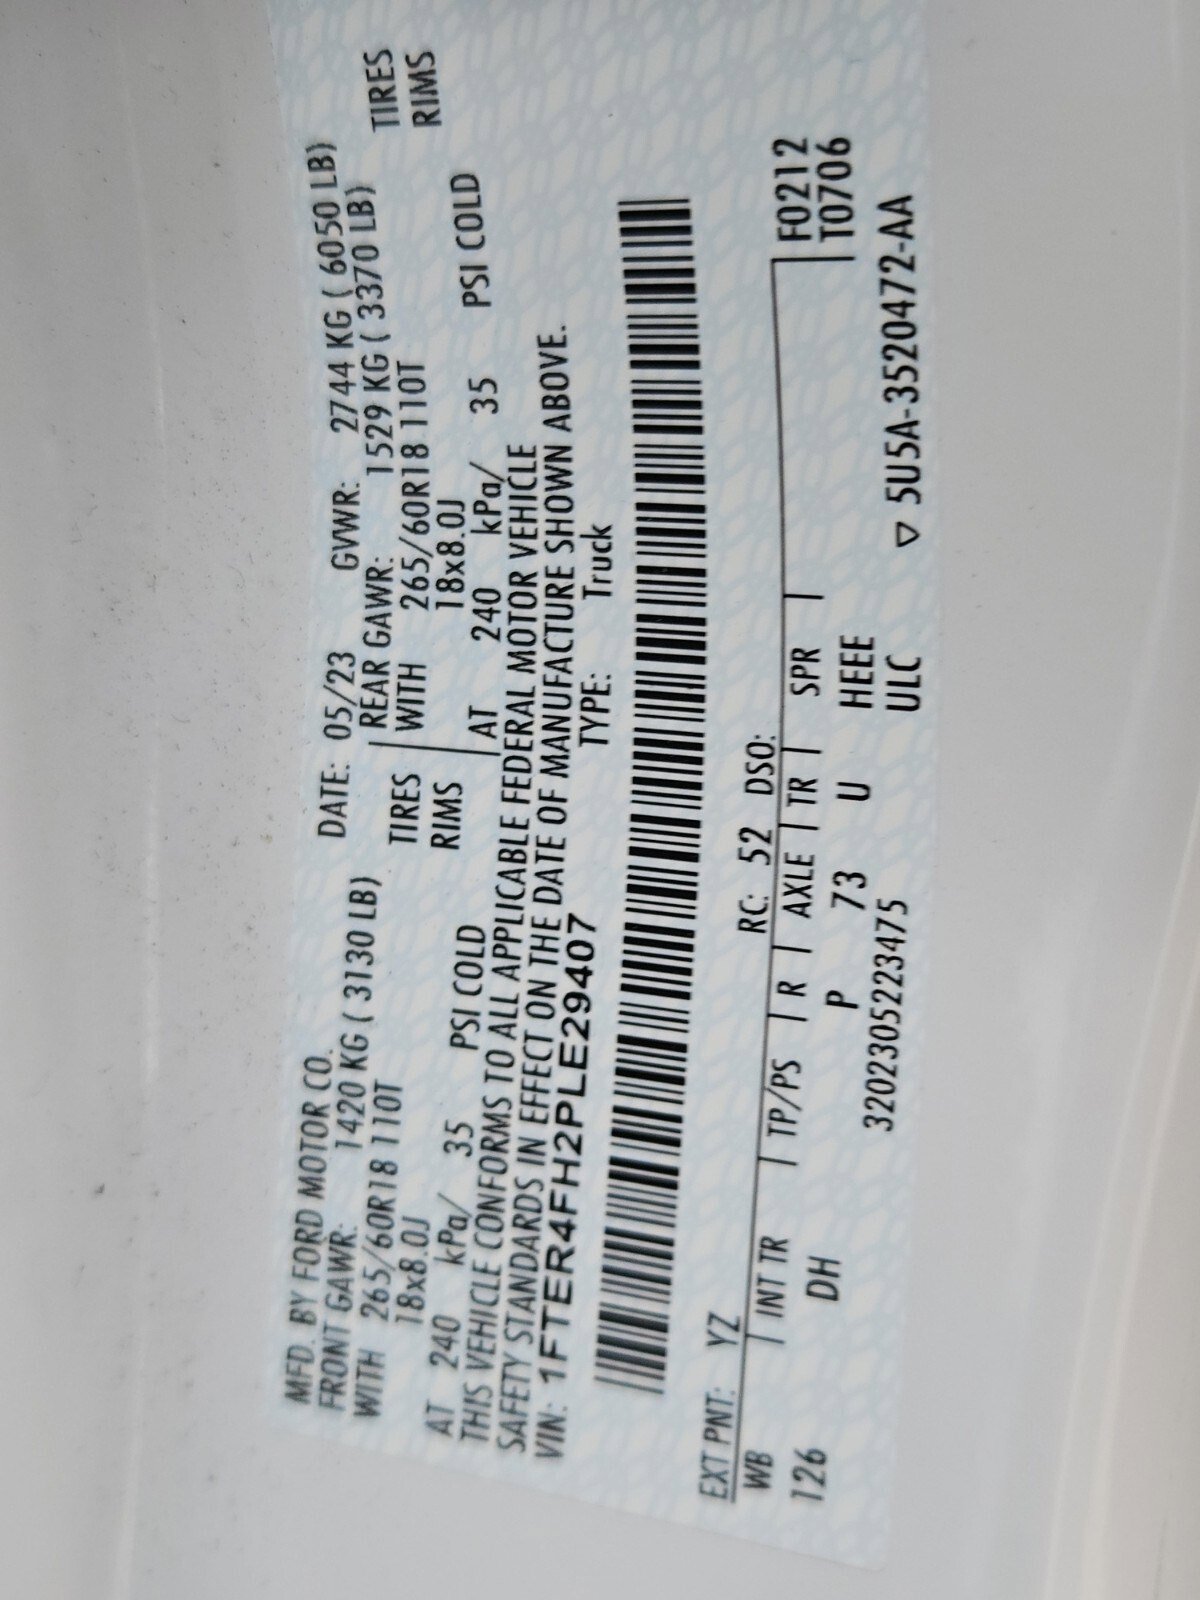 MFD. BY FORD MOTOR CO.
DATE: 05/23 GVWR: 2744 KG ( 6050 LB)
FRONT GAWR: 1420 KG ( 3130 LB) REAR GAWR: 1529 KG ( 3370 LB)
WITH 265/60R18 110T TIRES WITH 265/60R18 110T TIRES
18x8.0J RIMS 18x8.0J RIMS
AT 240 kPa/ 35 PSI COLD AT 240 kPa/ 35 PSI COLD
THIS VEHICLE CONFORMS TO ALL APPLICABLE FEDERAL MOTOR VEHICLE
SAFETY STANDARDS IN EFFECT ON THE DATE OF MANUFACTURE SHOWN ABOVE.
VIN: 1FTER4FH2PLE29407 TYPE: Truck
EXT PNT: YZ RC: 52 DSO:
WB | INT TR | TP/PS | R | AXLE | TR | SPR | F0212
126 DH P 73 U HEEE T0706
3202305223475 ULC ▽ 5U5A-3520472-AA